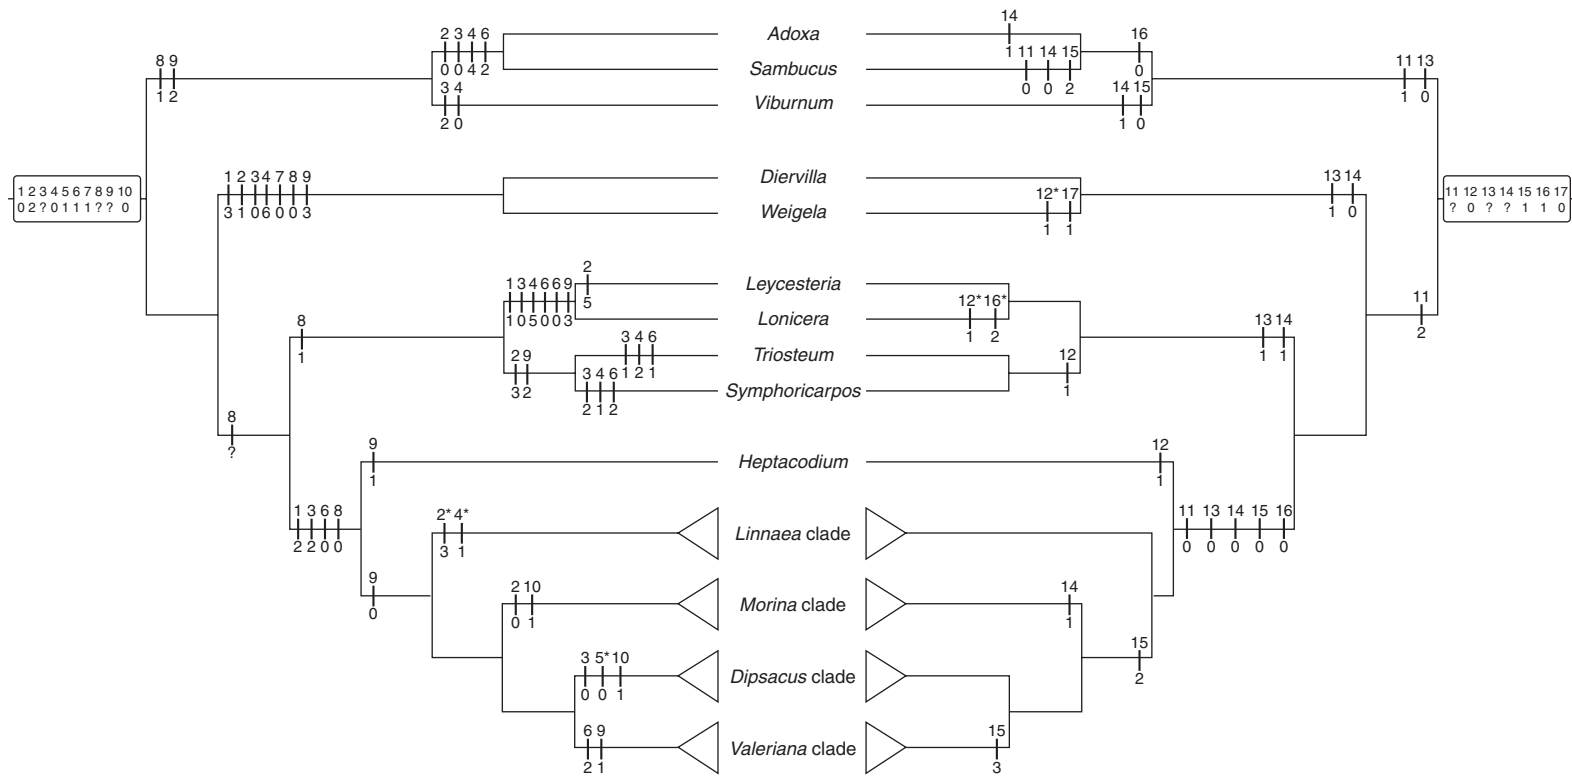 14
2 3 4 6
16
Adoxa
8 9
1
11 14 15
11 13
0 0 4 2
0
Sambucus
1 2
3 4
0 0 2
14 15
1 0
Viburnum
2 0
1 0
1 2 3 4 7 8 9
Diervilla
13 14
1 2 3 4 5 6 7 8 9 10
12* 17
11 12 13 14 15 16 17
0 2 ? 0 1 1 1 ? ? 0
3 1 0 6 0 0 3
Weigela
1 0
? 0 ? ? 1 1 0
1 1
2
1 3 4 6 6 9
Leycesteria
5
12* 16*
11
8
1 0 5 0 0 3
Lonicera
13 14
1
3 4 6
1 2
2
2 9
Triosteum
12
1 1
3 2
3 4 6
1 2 1
1
8
2 1 2
Symphoricarpos
?
9
12
1
Heptacodium
1
1 3 6 8
2* 4*
11 13 14 15 16
2 2 0 0
3 1
Linnaea clade
0 0 0 0 0
9
2 10
14
0
0 1
Morina clade
1
3 5* 10
15
0 0 1
Dipsacus clade
2
6 9
15
2 1
Valeriana clade
3